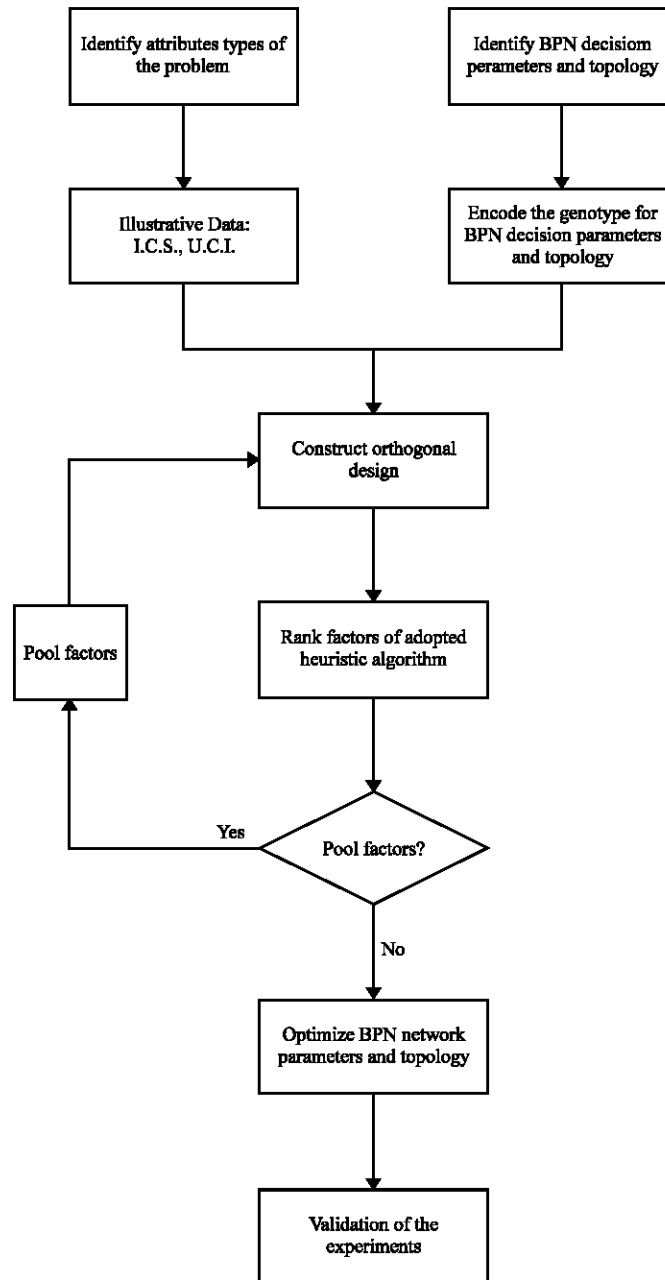 Identify attributes types of
the problem
Identify BPN decisiom
perameters and topology
Illustrative Data:
I.C.S., U.C.I.
Encode the genotype for
BPN decision parameters
and topology
Construct orthogonal
design
Pool factors
Rank factors of adopted
heuristic algorithm
Yes
Pool factors?
No
Optimize BPN network
parameters and topology
Validation of the
experiments